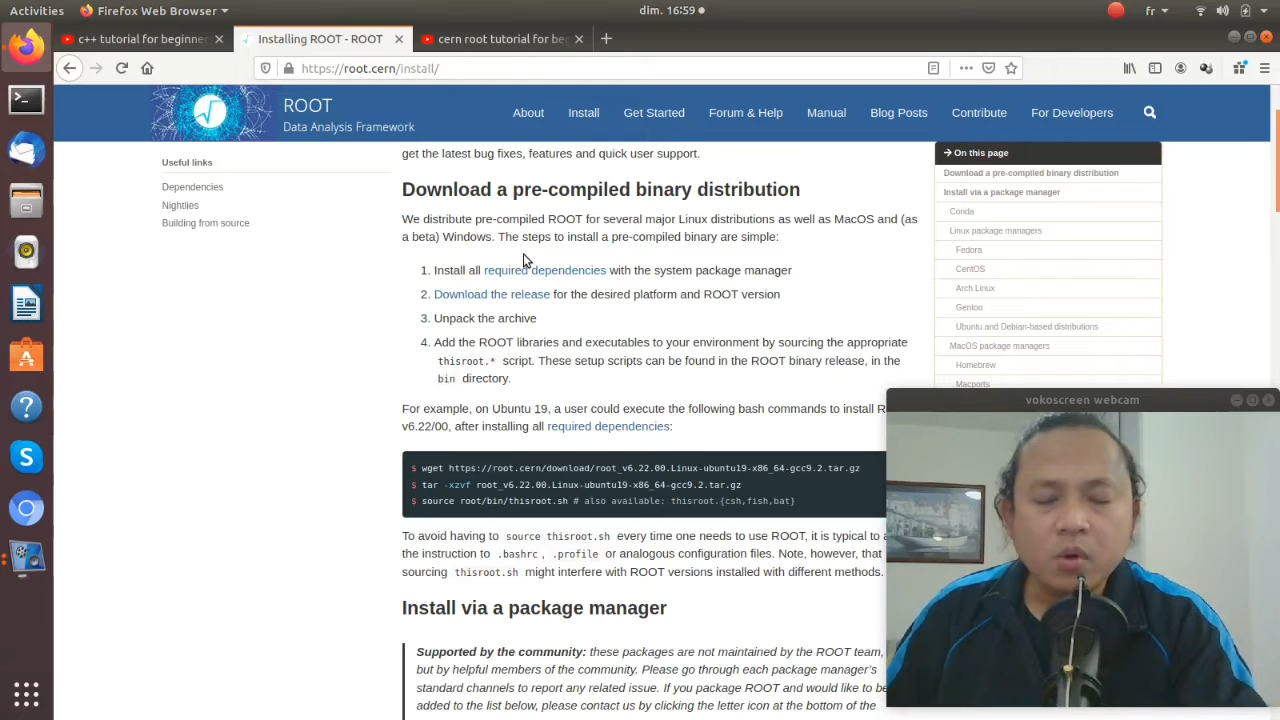 Activities
Firefox Web Browser
dim. 16:59
fr
c++ tutorial for beginner
Installing ROOT - ROOT
cern root tutorial for beg
https://root.cern/install/
ROOT
Data Analysis Framework
About
Install
Get Started
Forum & Help
Manual
Blog Posts
Contribute
For Developers
Useful links
Dependencies
Nightlies
Building from source
get the latest bug fixes, features and quick user support.
Download a pre-compiled binary distribution
We distribute pre-compiled ROOT for several major Linux distributions as well as MacOS and (as
a beta) Windows. The steps to install a pre-compiled binary are simple:
1. Install all required dependencies with the system package manager
2. Download the release for the desired platform and ROOT version
3. Unpack the archive
4. Add the ROOT libraries and executables to your environment by sourcing the appropriate
thisroot.* script. These setup scripts can be found in the ROOT binary release, in the
bin directory.
For example, on Ubuntu 19, a user could execute the following bash commands to install R
v6.22/00, after installing all required dependencies:
$ wget https://root.cern/download/root_v6.22.00.Linux-ubuntu19-x86_64-gcc9.2.tar.gz
$ tar -xzvf root_v6.22.00.Linux-ubuntu19-x86_64-gcc9.2.tar.gz
$ source root/bin/thisroot.sh # also available: thisroot.{csh,fish,bat}
To avoid having to source thisroot.sh every time one needs to use ROOT, it is typical to a
the instruction to .bashrc, .profile or analogous configuration files. Note, however, that
sourcing thisroot.sh might interfere with ROOT versions installed with different methods.
Install via a package manager
Supported by the community: these packages are not maintained by the ROOT team,
but by helpful members of the community. Please go through each package manager's
standard channels to report any related issue. If you package ROOT and would like to be
added to the list below, please contact us by clicking the letter icon at the bottom of the
On this page
Download a pre-compiled binary distribution
Install via a package manager
Conda
Linux package managers
Fedora
CentOS
Arch Linux
Gentoo
Ubuntu and Debian-based distributions
MacOS package managers
Homebrew
Macports
vokoscreen webcam